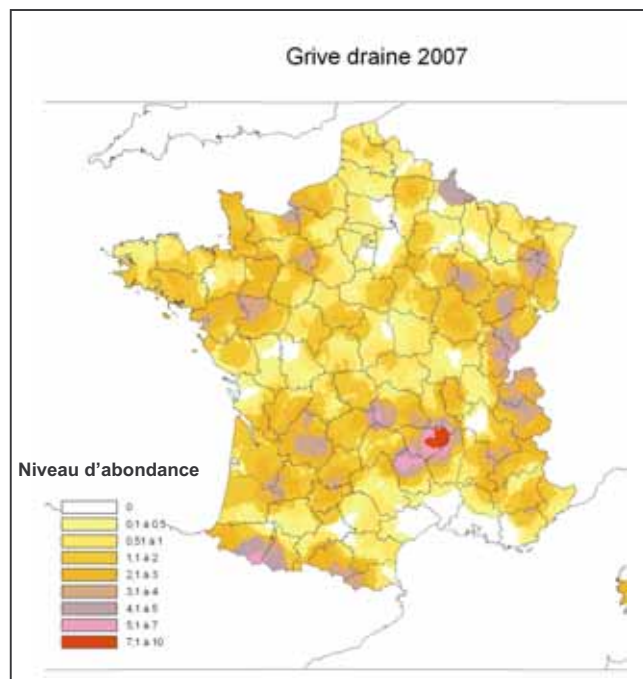 Grive draine 2007
Niveau d'abondance
0
0,1 à 0,5
0,51 à 1
1,1 à 2
2,1 à 3
3,1 à 4
4,1 à 5
5,1 à 7
7,1 à 10